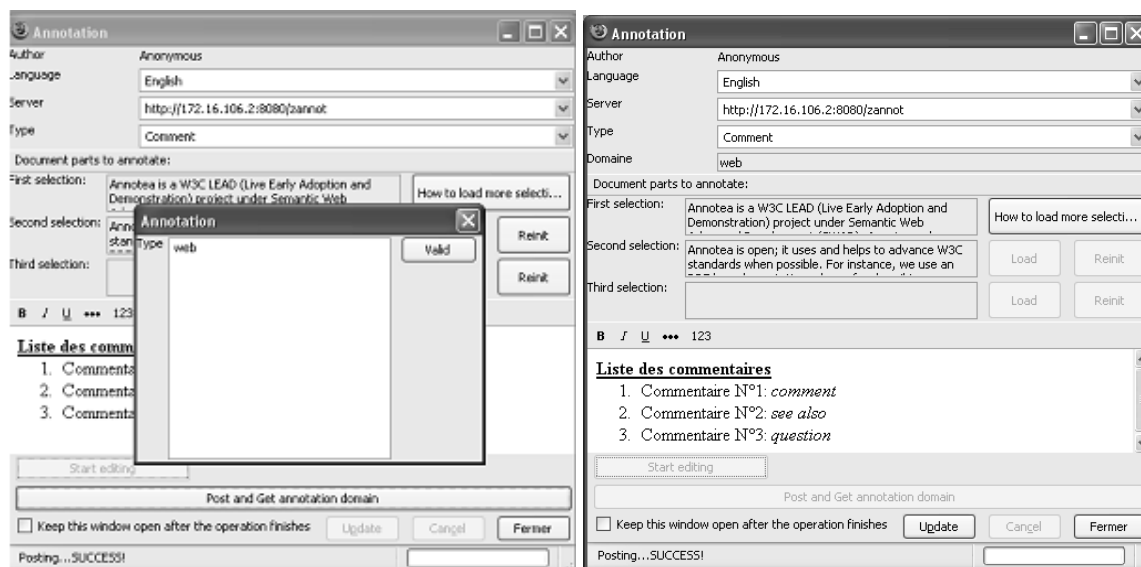 Annotation
Author Anonymous
Language English
Server http://172.16.106.2:8080/zannot
Type Comment
Document parts to annotate:
First selection: Annotea is a W3C LEAD (Live Early Adoption and
Demonstration) project under Semantic Web
How to load more selecti...
Second selection:
Reinit
Third selection:
Reinit
Annotation
Type web
Valid
B I U ••• 123
Liste des comm
1. Commenta
2. Commenta
3. Commenta
Start editing
Post and Get annotation domain
Keep this window open after the operation finishes Update Cancel Fermer
Posting...SUCCESS!
Annotation
Author Anonymous
Language English
Server http://172.16.106.2:8080/zannot
Type Comment
Domaine web
Document parts to annotate:
First selection: Annotea is a W3C LEAD (Live Early Adoption and
Demonstration) project under Semantic Web
How to load more selecti...
Second selection: Annotea is open; it uses and helps to advance W3C
standards when possible. For instance, we use an
Load Reinit
Third selection:
Load Reinit
B I U ••• 123
Liste des commentaires
1. Commentaire N°1: comment
2. Commentaire N°2: see also
3. Commentaire N°3: question
Start editing
Post and Get annotation domain
Keep this window open after the operation finishes Update Cancel Fermer
Posting...SUCCESS!